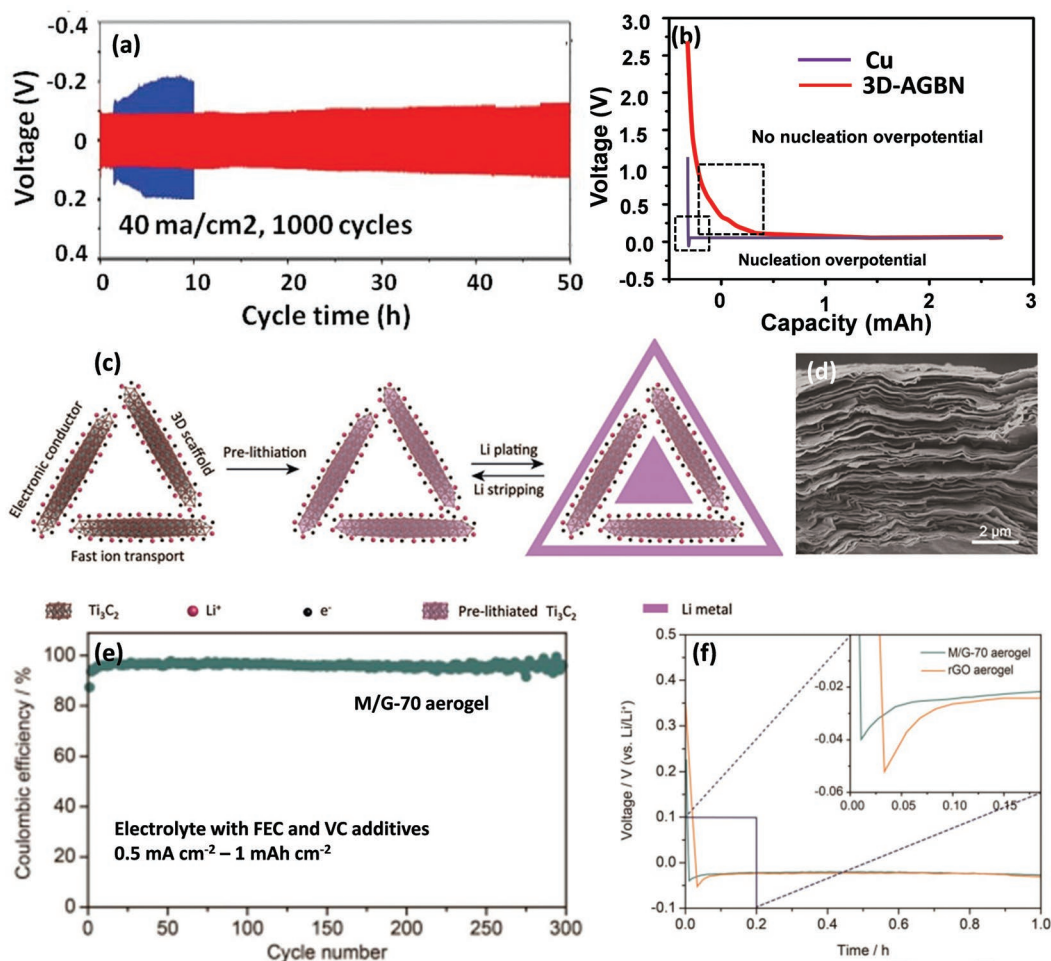 (a)
-0.4
-0.2
0
0.2
0.4
Voltage (V)
40 ma/cm2, 1000 cycles
0 10 20 30 40 50
Cycle time (h)
(b)
3.0
2.5
2.0
1.5
1.0
0.5
0.0
-0.5
Voltage (V)
Cu
3D-AGBN
No nucleation overpotential
Nucleation overpotential
0 1 2 3
Capacity (mAh)
(c)
Electronic conductor
3D scaffold
Fast ion transport
Pre-lithiation
Li plating
Li stripping
(d)
2 μm
Ti₃C₂ Li⁺ e⁻ Pre-lithiated Ti₃C₂ Li metal
(e)
100
80
60
40
20
0
Coulombic efficiency / %
M/G-70 aerogel
Electrolyte with FEC and VC additives
0.5 mA cm⁻² – 1 mAh cm⁻²
0 50 100 150 200 250 300
Cycle number
(f)
0.5
0.4
0.3
0.2
0.1
0.0
-0.1
Voltage / V (vs. Li/Li⁺)
M/G-70 aerogel
rGO aerogel
-0.02
-0.04
-0.06
0.00 0.05 0.10 0.15
0.0 0.2 0.4 0.6 0.8 1.0
Time / h